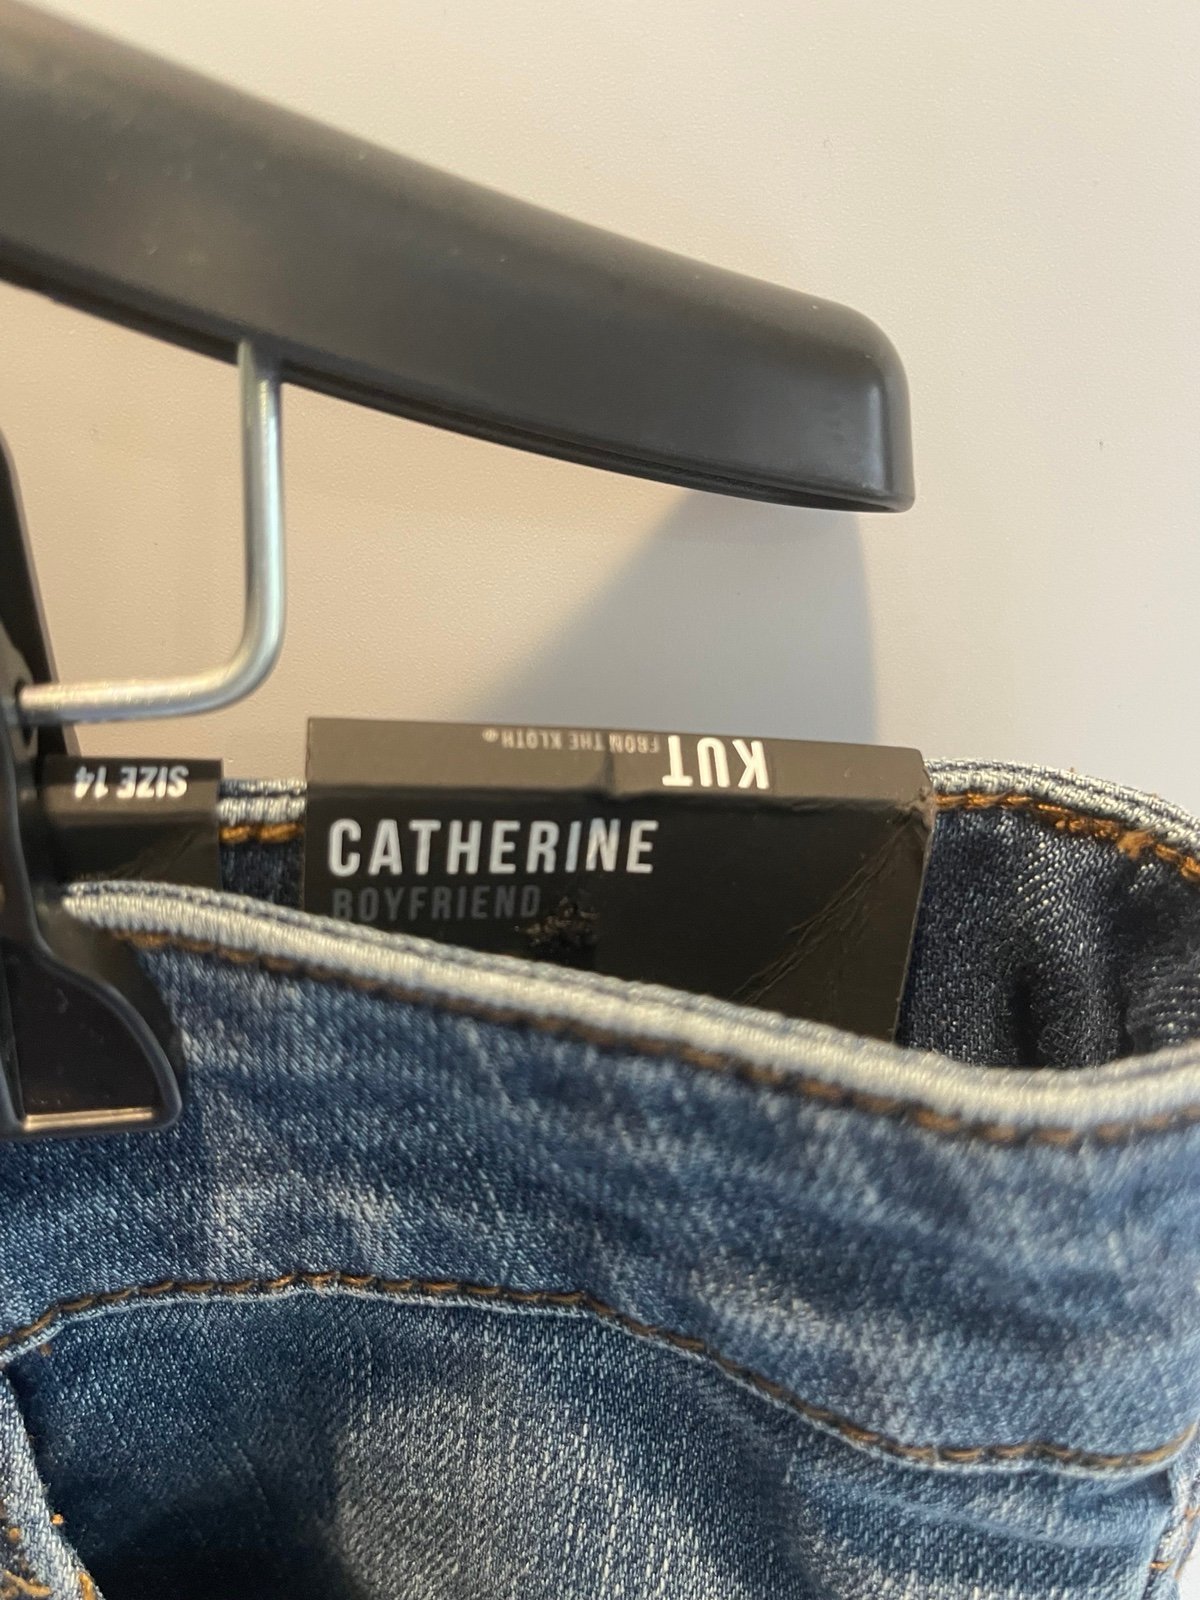 KUT FROM THE KLOTH®
SIZE 14
CATHERINE
BOYFRIEND